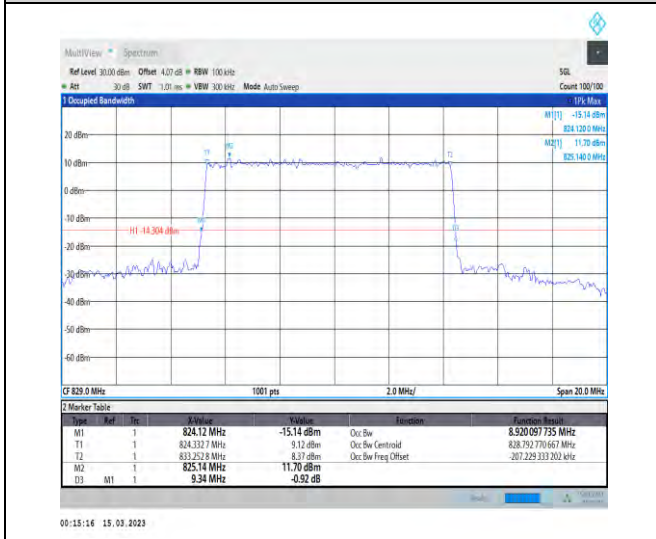 MultiView Spectrum
Ref Level 30.00 dBm Offset 4.07 dB RBW 100 kHz SGL
Att 30 dB SWT 1.01 ms VBW 300 kHz Mode Auto Sweep Count 100/100
1 Occupied Bandwidth 1Pk Max
M1[1] -15.14 dBm
824.120 0 MHz
20 dBm M2[1] 11.70 dBm
825.140 0 MHz
T1 M2 T2
10 dBm
0 dBm
-10 dBm
M1
H1 -14.304 dBm D3
-20 dBm
-30 dBm
-40 dBm
-50 dBm
-60 dBm
CF 829.0 MHz 1001 pts 2.0 MHz/ Span 20.0 MHz
2 Marker Table
Type Ref Trc X-Value Y-Value Function Function Result
M1 1 824.12 MHz -15.14 dBm Occ Bw 8.920 097 735 MHz
T1 1 824.332 7 MHz 9.12 dBm Occ Bw Centroid 828.792 770 667 MHz
T2 1 833.252 8 MHz 8.37 dBm Occ Bw Freq Offset -207.229 333 202 kHz
M2 1 825.14 MHz 11.70 dBm
D3 M1 1 9.34 MHz -0.92 dB
00:15:16 15.03.2023